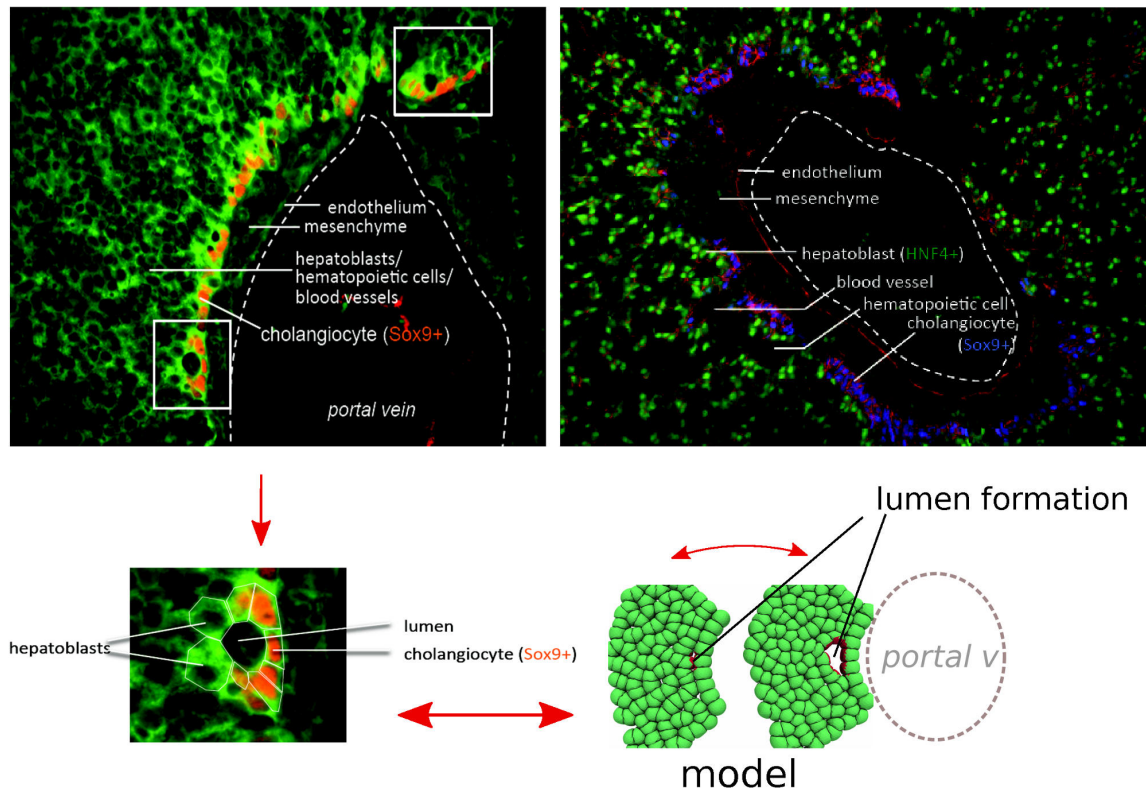 endothelium
mesenchyme
hepatoblasts/
hematopoietic cells/
blood vessels
cholangiocyte (Sox9+)
portal vein
endothelium
mesenchyme
hepatoblast (HNF4+)
blood vessel
hematopoietic cell
cholangiocyte
(Sox9+)
hepatoblasts
lumen
cholangiocyte (Sox9+)
lumen formation
portal v
model